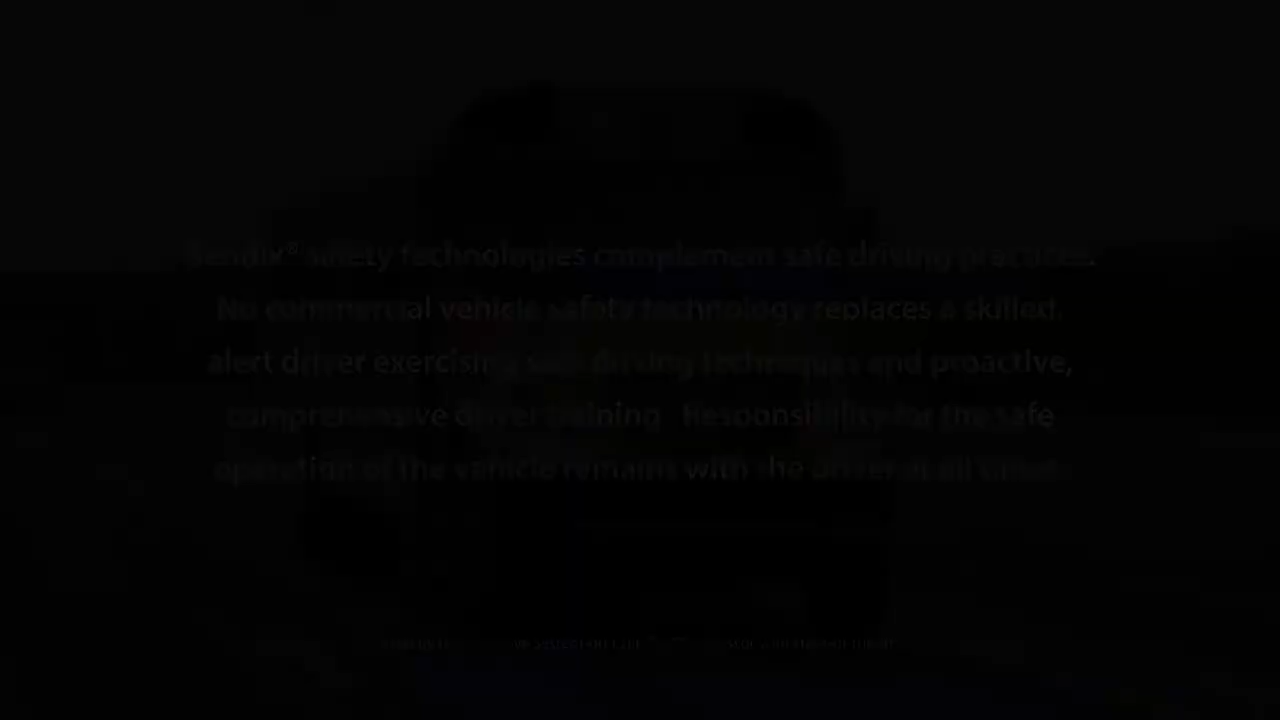 Bendix® safety technologies complement safe driving practices.
No commercial vehicle safety technology replaces a skilled,
alert driver exercising safe driving techniques and proactive,
comprehensive driver training. Responsibility for the safe
operation of the vehicle remains with the driver at all times.